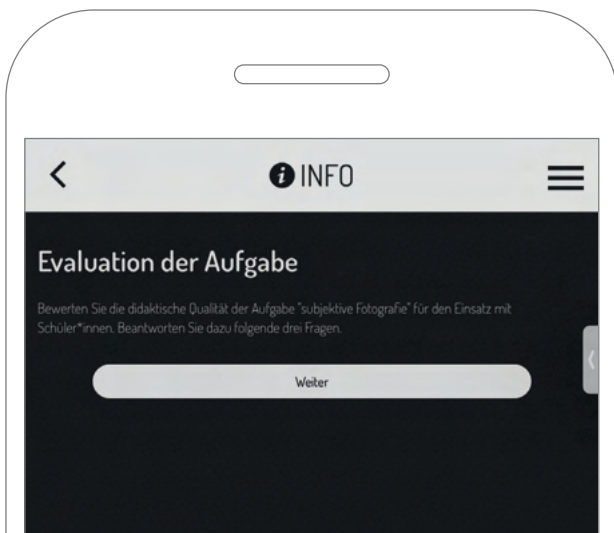 INFO
Evaluation der Aufgabe
Bewerten Sie die didaktische Qualität der Aufgabe "subjektive Fotografie" für den Einsatz mit
Schüler*innen. Beantworten Sie dazu folgende drei Fragen.
Weiter